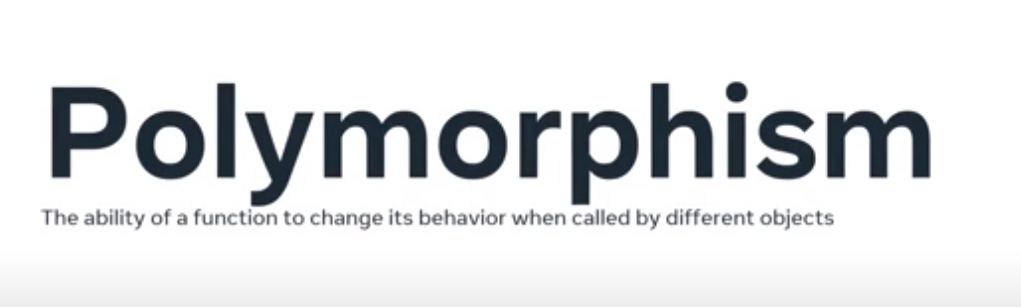 Polymorphism
The ability of a function to change its behavior when called by different objects